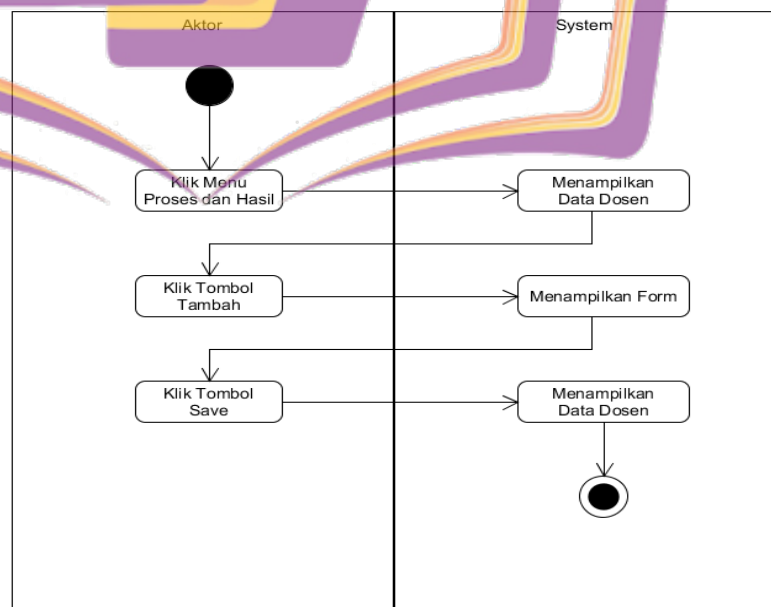 Aktor
System
Klik Menu
Proses dan Hasil
Menampilkan
Data Dosen
Klik Tombol
Tambah
Menampilkan Form
Klik Tombol
Save
Menampilkan
Data Dosen